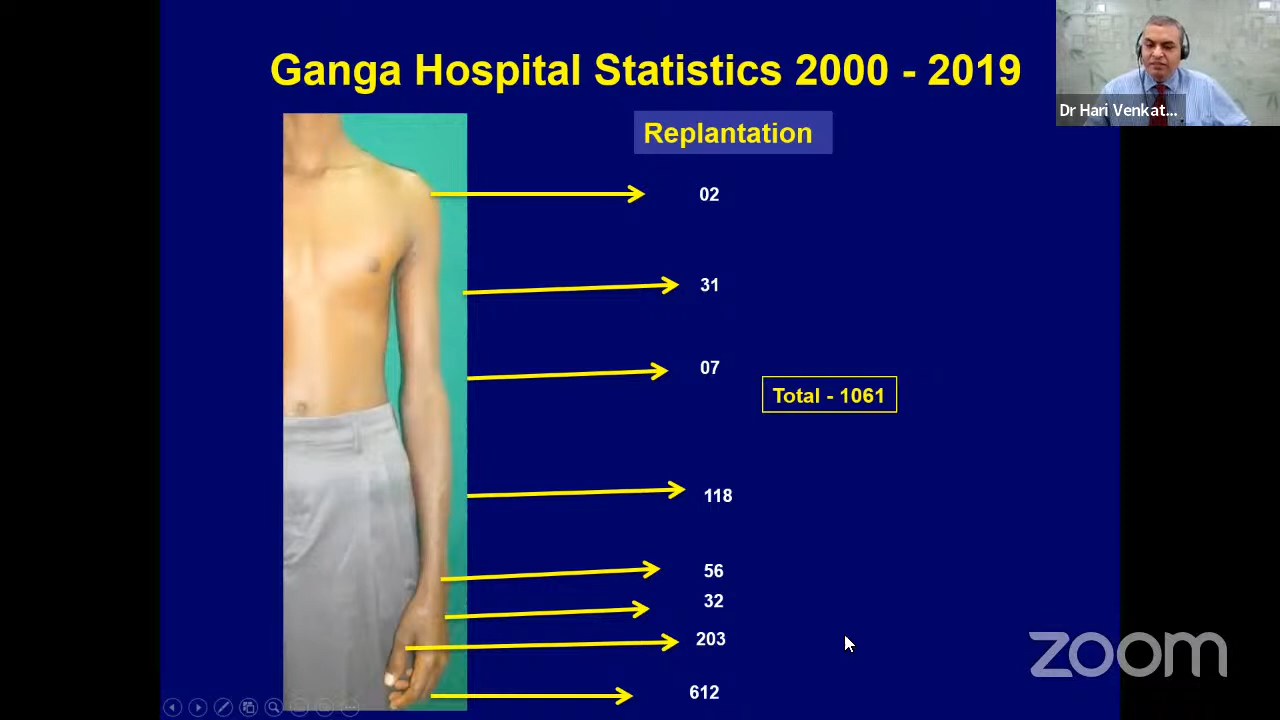 Ganga Hospital Statistics 2000 - 2019
Dr Hari Venkat...
Replantation
02
31
07
Total - 1061
118
56
32
203
612
zoom